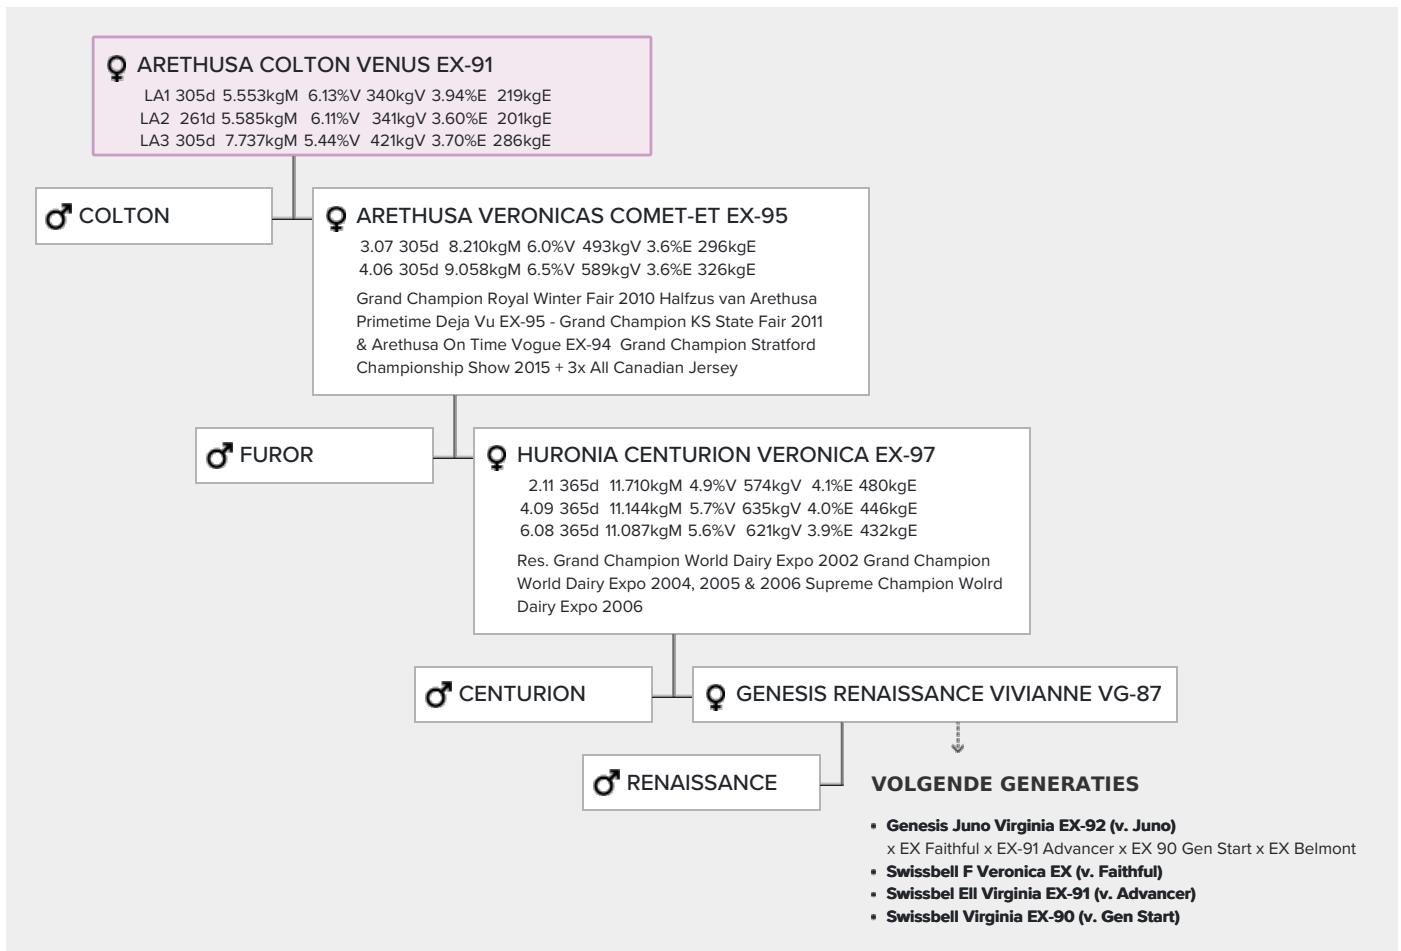 ARETHUSA COLTON VENUS EX-91
LA1 305d 5.553kgM 6.13%V 340kgV 3.94%E 219kgE
LA2 261d 5.585kgM 6.11%V 341kgV 3.60%E 201kgE
LA3 305d 7.737kgM 5.44%V 421kgV 3.70%E 286kgE
COLTON
ARETHUSA VERONICAS COMET-ET EX-95
3.07 305d 8.210kgM 6.0%V 493kgV 3.6%E 296kgE
4.06 305d 9.058kgM 6.5%V 589kgV 3.6%E 326kgE
Grand Champion Royal Winter Fair 2010 Halfzus van Arethusa
Primetime Deja Vu EX-95 - Grand Champion KS State Fair 2011
& Arethusa On Time Vogue EX-94 Grand Champion Stratford
Championship Show 2015 + 3x All Canadian Jersey
FUROR
HURONIA CENTURION VERONICA EX-97
2.11 365d 11.710kgM 4.9%V 574kgV 4.1%E 480kgE
4.09 365d 11.144kgM 5.7%V 635kgV 4.0%E 446kgE
6.08 365d 11.087kgM 5.6%V 621kgV 3.9%E 432kgE
Res. Grand Champion World Dairy Expo 2002 Grand Champion
World Dairy Expo 2004, 2005 & 2006 Supreme Champion Wolrd
Dairy Expo 2006
CENTURION
GENESIS RENAISSANCE VIVIANNE VG-87
RENAISSANCE
VOLGENDE GENERATIES
• Genesis Juno Virginia EX-92 (v. Juno)
x EX Faithful x EX-91 Advancer x EX 90 Gen Start x EX Belmont
• Swissbell F Veronica EX (v. Faithful)
• Swissbel Ell Virginia EX-91 (v. Advancer)
• Swissbell Virginia EX-90 (v. Gen Start)